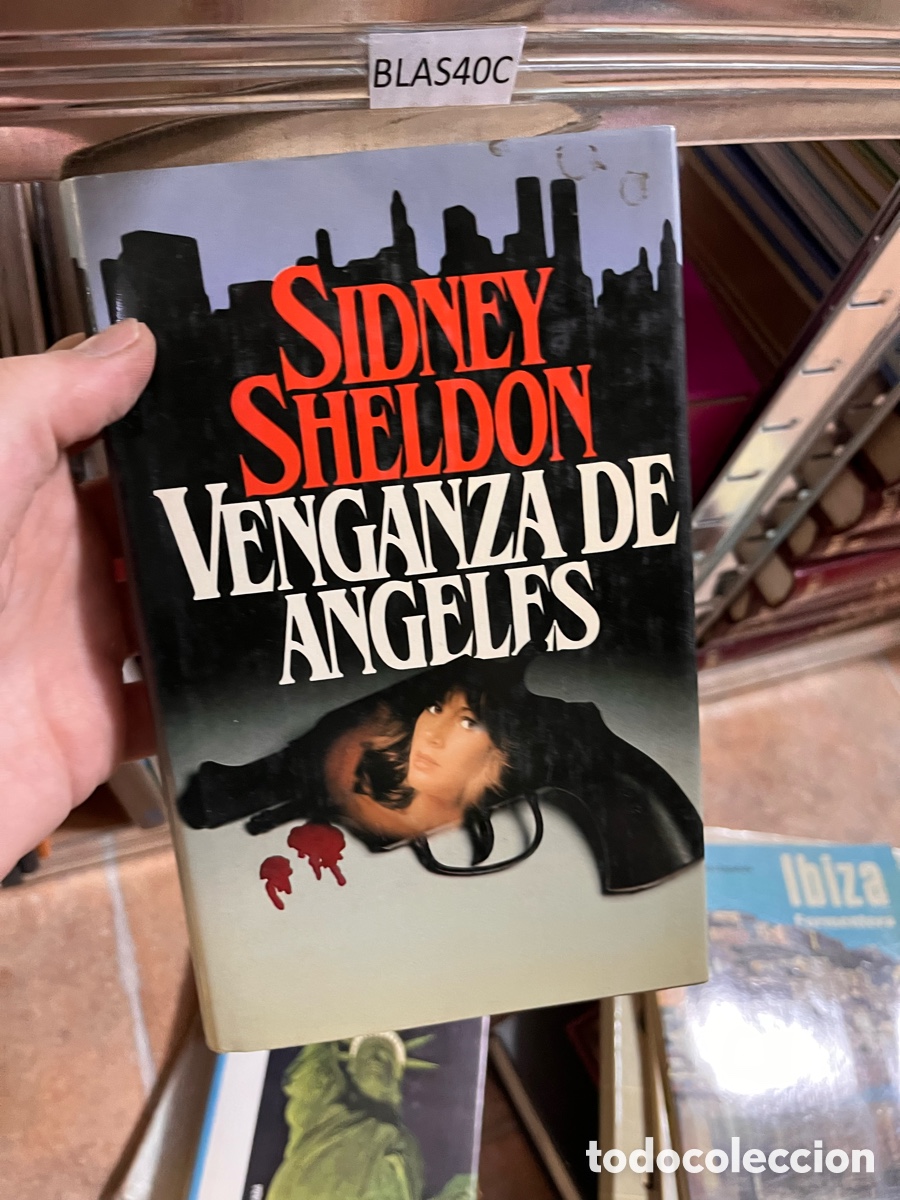 BLAS40C
SIDNEY
SHELDON
VENGANZA DE
ANGELES
Ibiza
todocoleccion